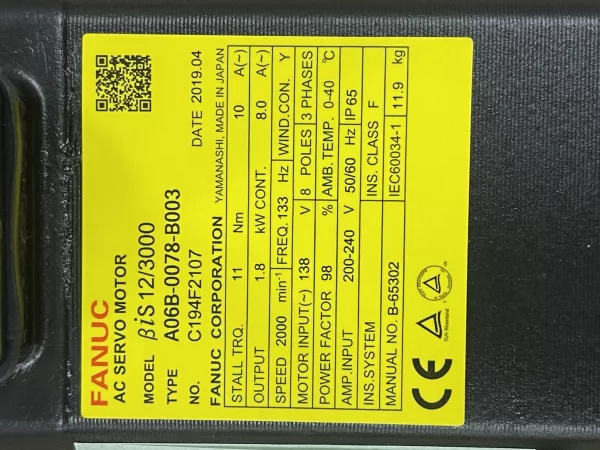 FANUC
AC SERVO MOTOR
MODEL βiS 12/3000
TYPE A06B-0078-B003
NO. C194F2107 DATE 2019.04
FANUC CORPORATION YAMANASHI, MADE IN JAPAN
STALL TRQ. 11 Nm 10 A(~)
OUTPUT 1.8 kW CONT. 8.0 A(~)
SPEED 2000 min-1 FREQ. 133 Hz WIND.CON. Y
MOTOR INPUT(~) 138 V 8 POLES 3 PHASES
POWER FACTOR 98 % AMB.TEMP. 0-40 ℃
AMP.INPUT 200-240 V 50/60 Hz IP 65
INS.SYSTEM INS. CLASS F
MANUAL NO. B-65302 IEC60034-1 11.9 kg
CE
TÜV Rheinland